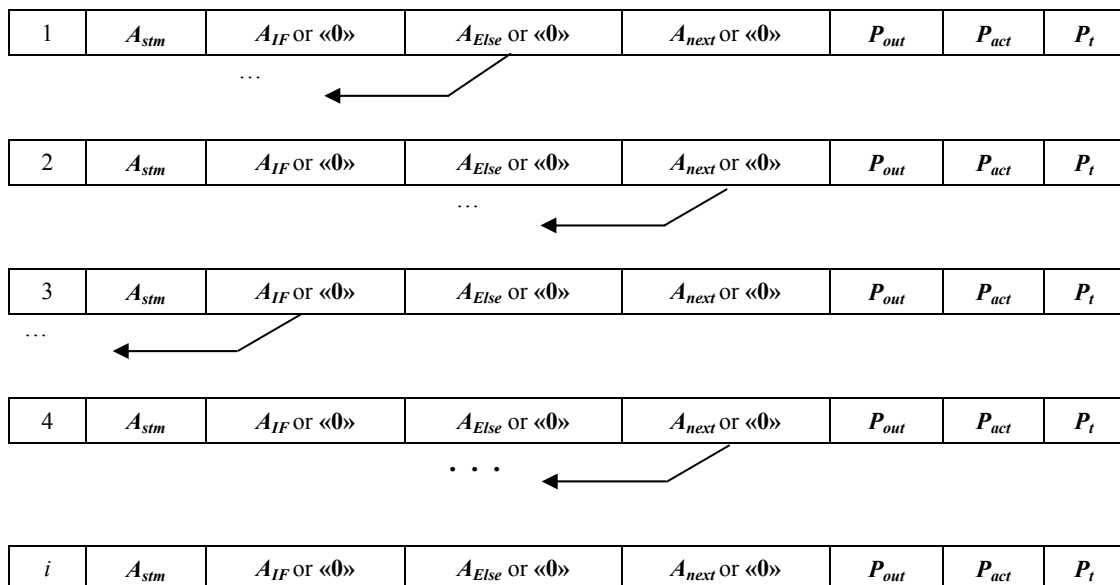 1 A_stm A_IF or «0» A_Else or «0» A_next or «0» P_out P_act P_t
...
2 A_stm A_IF or «0» A_Else or «0» A_next or «0» P_out P_act P_t
...
3 A_stm A_IF or «0» A_Else or «0» A_next or «0» P_out P_act P_t
...
4 A_stm A_IF or «0» A_Else or «0» A_next or «0» P_out P_act P_t
. . .
i A_stm A_IF or «0» A_Else or «0» A_next or «0» P_out P_act P_t